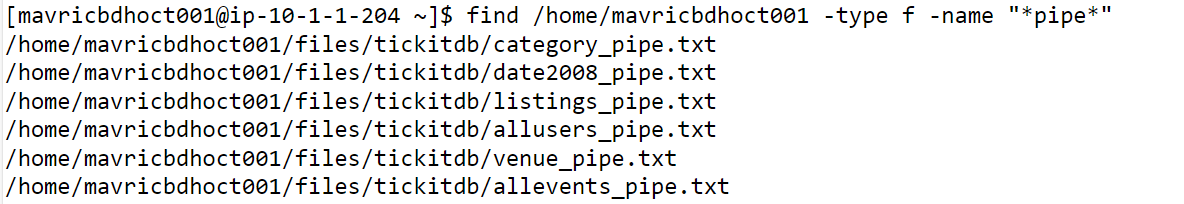 [mavricbdhoct001@ip-10-1-1-204 ~]$ find /home/mavricbdhoct001 -type f -name "*pipe*"
/home/mavricbdhoct001/files/tickitdb/category_pipe.txt
/home/mavricbdhoct001/files/tickitdb/date2008_pipe.txt
/home/mavricbdhoct001/files/tickitdb/listings_pipe.txt
/home/mavricbdhoct001/files/tickitdb/allusers_pipe.txt
/home/mavricbdhoct001/files/tickitdb/venue_pipe.txt
/home/mavricbdhoct001/files/tickitdb/allevents_pipe.txt